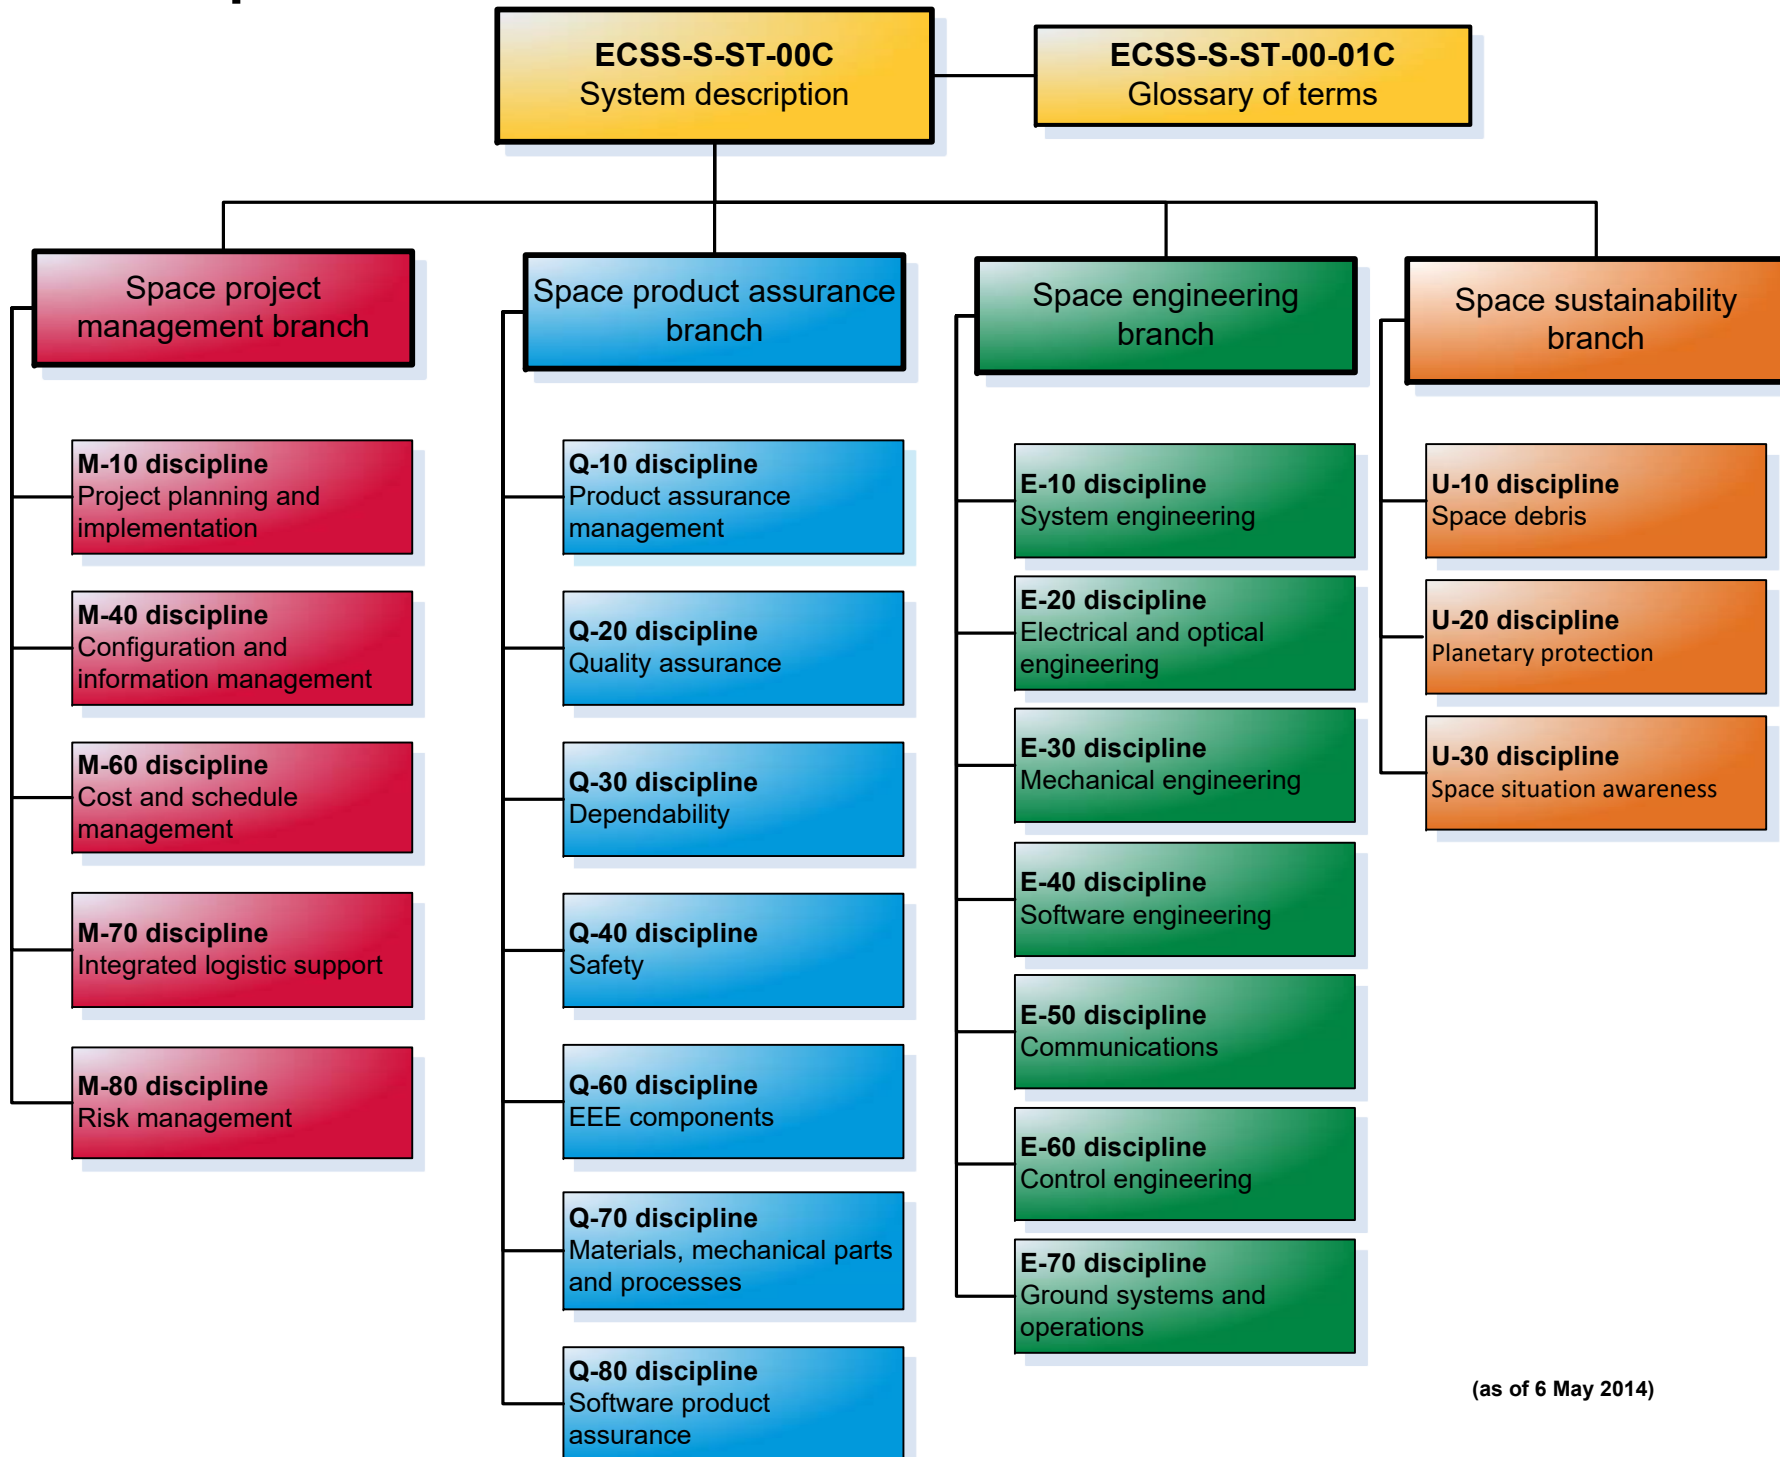 ECSS-S-ST-00C
System description
ECSS-S-ST-00-01C
Glossary of terms
Space project
management branch
M-10 discipline
Project planning and
implementation
M-40 discipline
Configuration and
information management
M-60 discipline
Cost and schedule
management
M-70 discipline
Integrated logistic support
M-80 discipline
Risk management
Space product assurance
branch
Q-10 discipline
Product assurance
management
Q-20 discipline
Quality assurance
Q-30 discipline
Dependability
Q-40 discipline
Safety
Q-60 discipline
EEE components
Q-70 discipline
Materials, mechanical parts
and processes
Q-80 discipline
Software product
assurance
Space engineering
branch
E-10 discipline
System engineering
E-20 discipline
Electrical and optical
engineering
E-30 discipline
Mechanical engineering
E-40 discipline
Software engineering
E-50 discipline
Communications
E-60 discipline
Control engineering
E-70 discipline
Ground systems and
operations
Space sustainability
branch
U-10 discipline
Space debris
U-20 discipline
Planetary protection
U-30 discipline
Space situation awareness
(as of 6 May 2014)